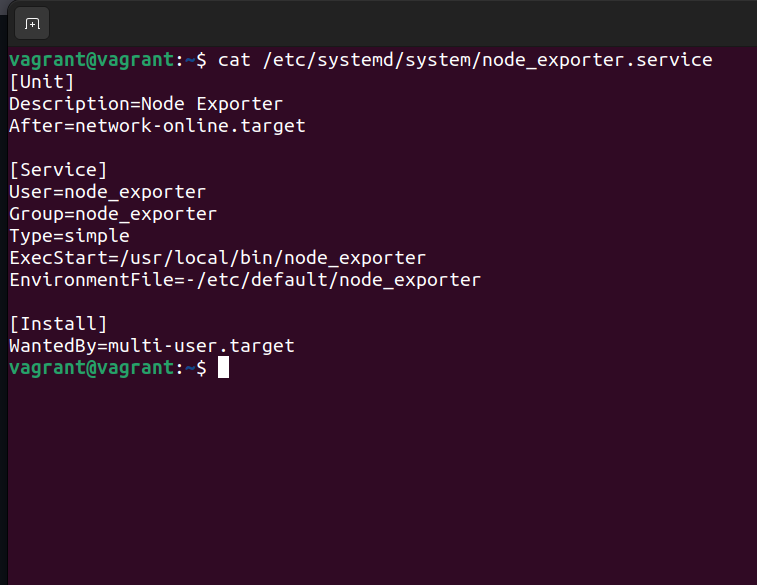 vagrant@vagrant:~$ cat /etc/systemd/system/node_exporter.service
[Unit]
Description=Node Exporter
After=network-online.target
[Service]
User=node_exporter
Group=node_exporter
Type=simple
ExecStart=/usr/local/bin/node_exporter
EnvironmentFile=-/etc/default/node_exporter
[Install]
WantedBy=multi-user.target
vagrant@vagrant:~$